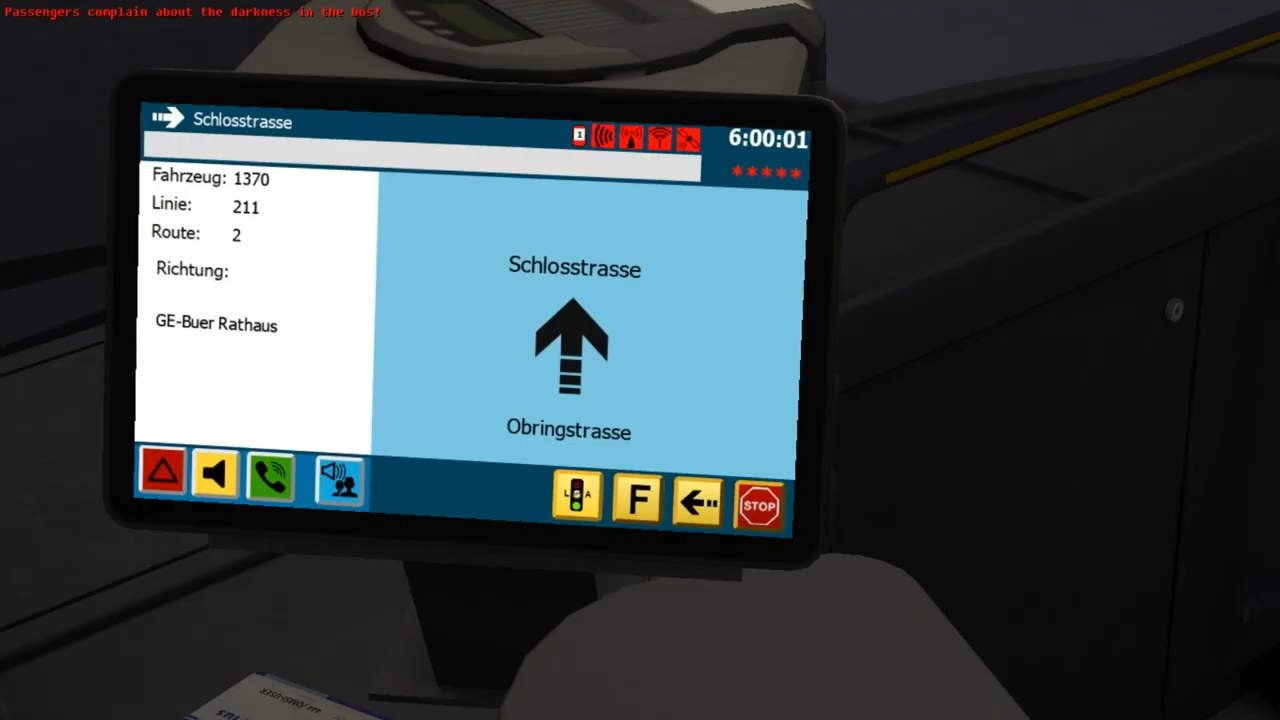 Passengers complain about the darkness in the bus!
Schlosstrasse
1
6:00:01
*****
Fahrzeug: 1370
Linie: 211
Route: 2
Richtung:
GE-Buer Rathaus
Schlosstrasse
Obringstrasse
L A
F
STOP